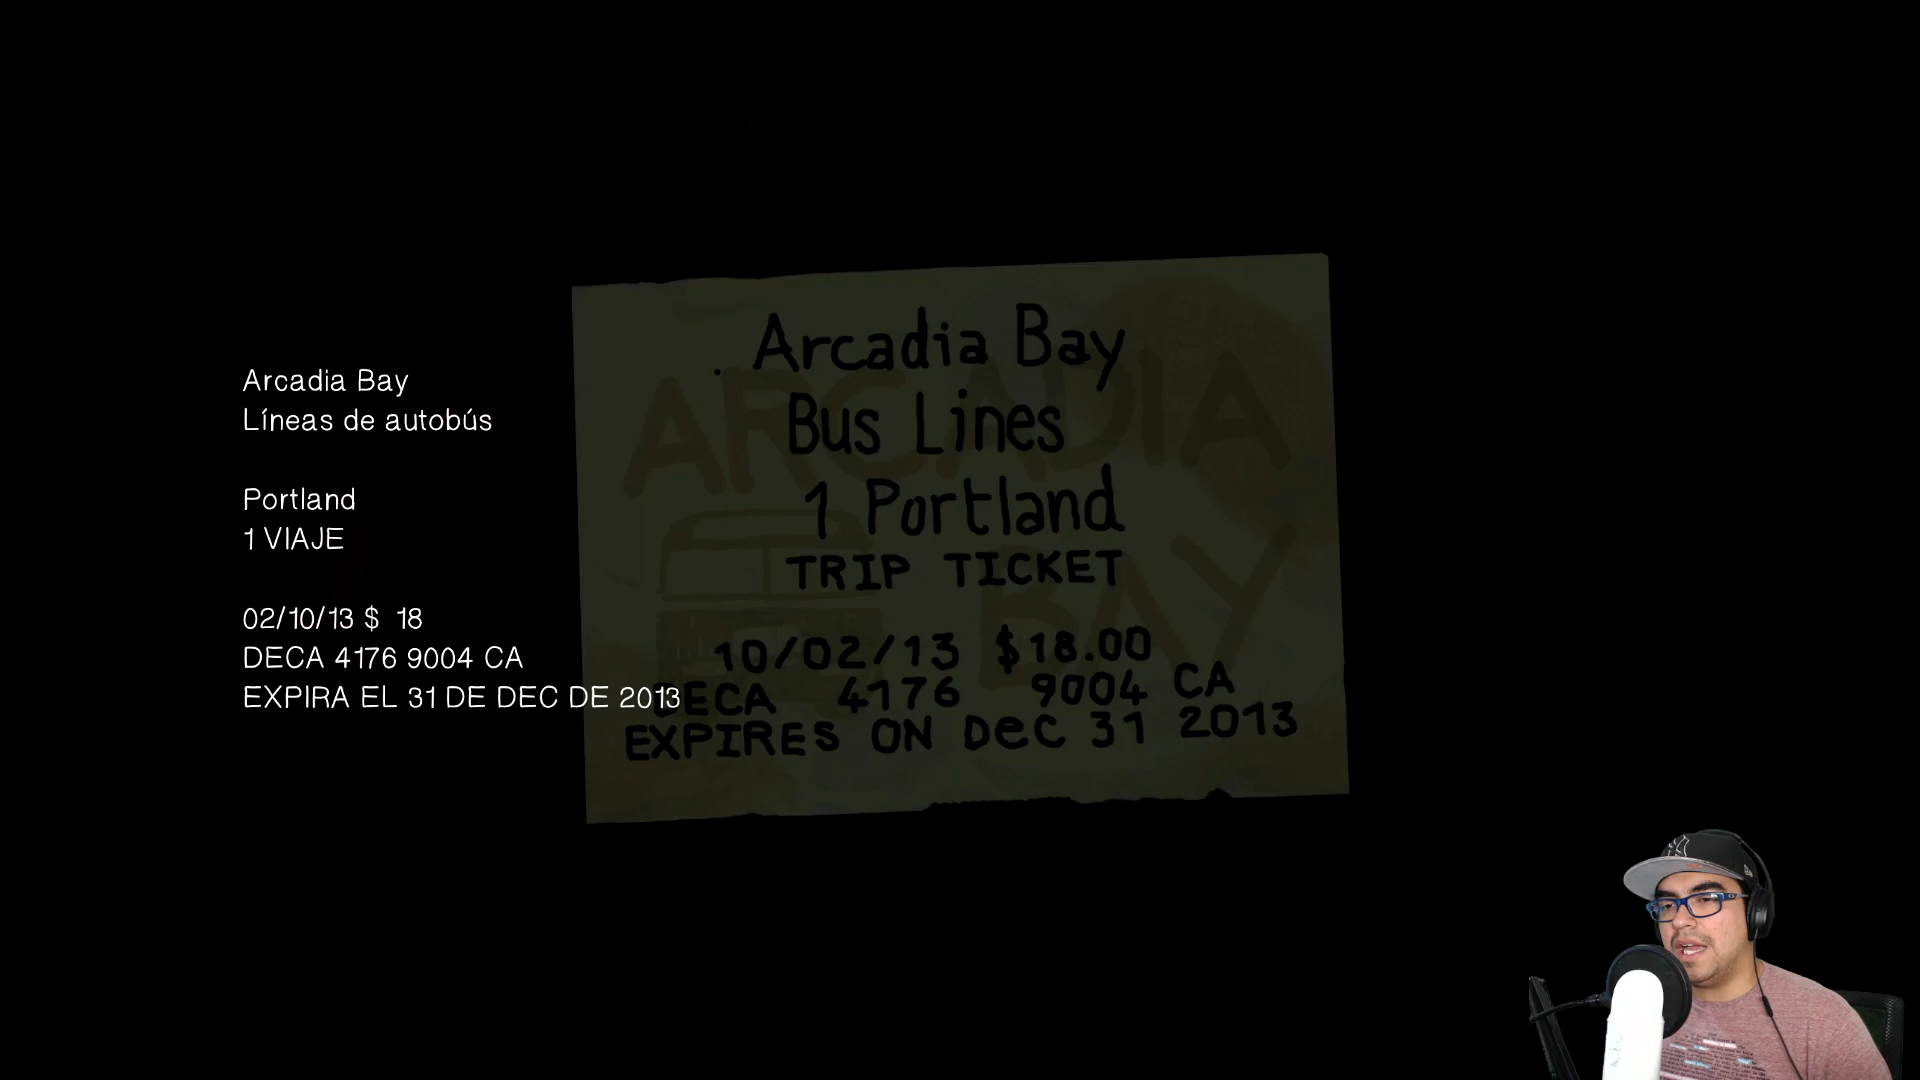 Arcadia Bay
Líneas de autobús
Portland
1 VIAJE
02/10/13 $ 18
DECA 4176 9004 CA
EXPIRA EL 31 DE DEC DE 2013
Arcadia Bay
Bus Lines
1 Portland
TRIP TICKET
10/02/13 $18.00
DECA 4176 9004 CA
EXPIRES ON DeC 31 2013
ARCADIA
BAY